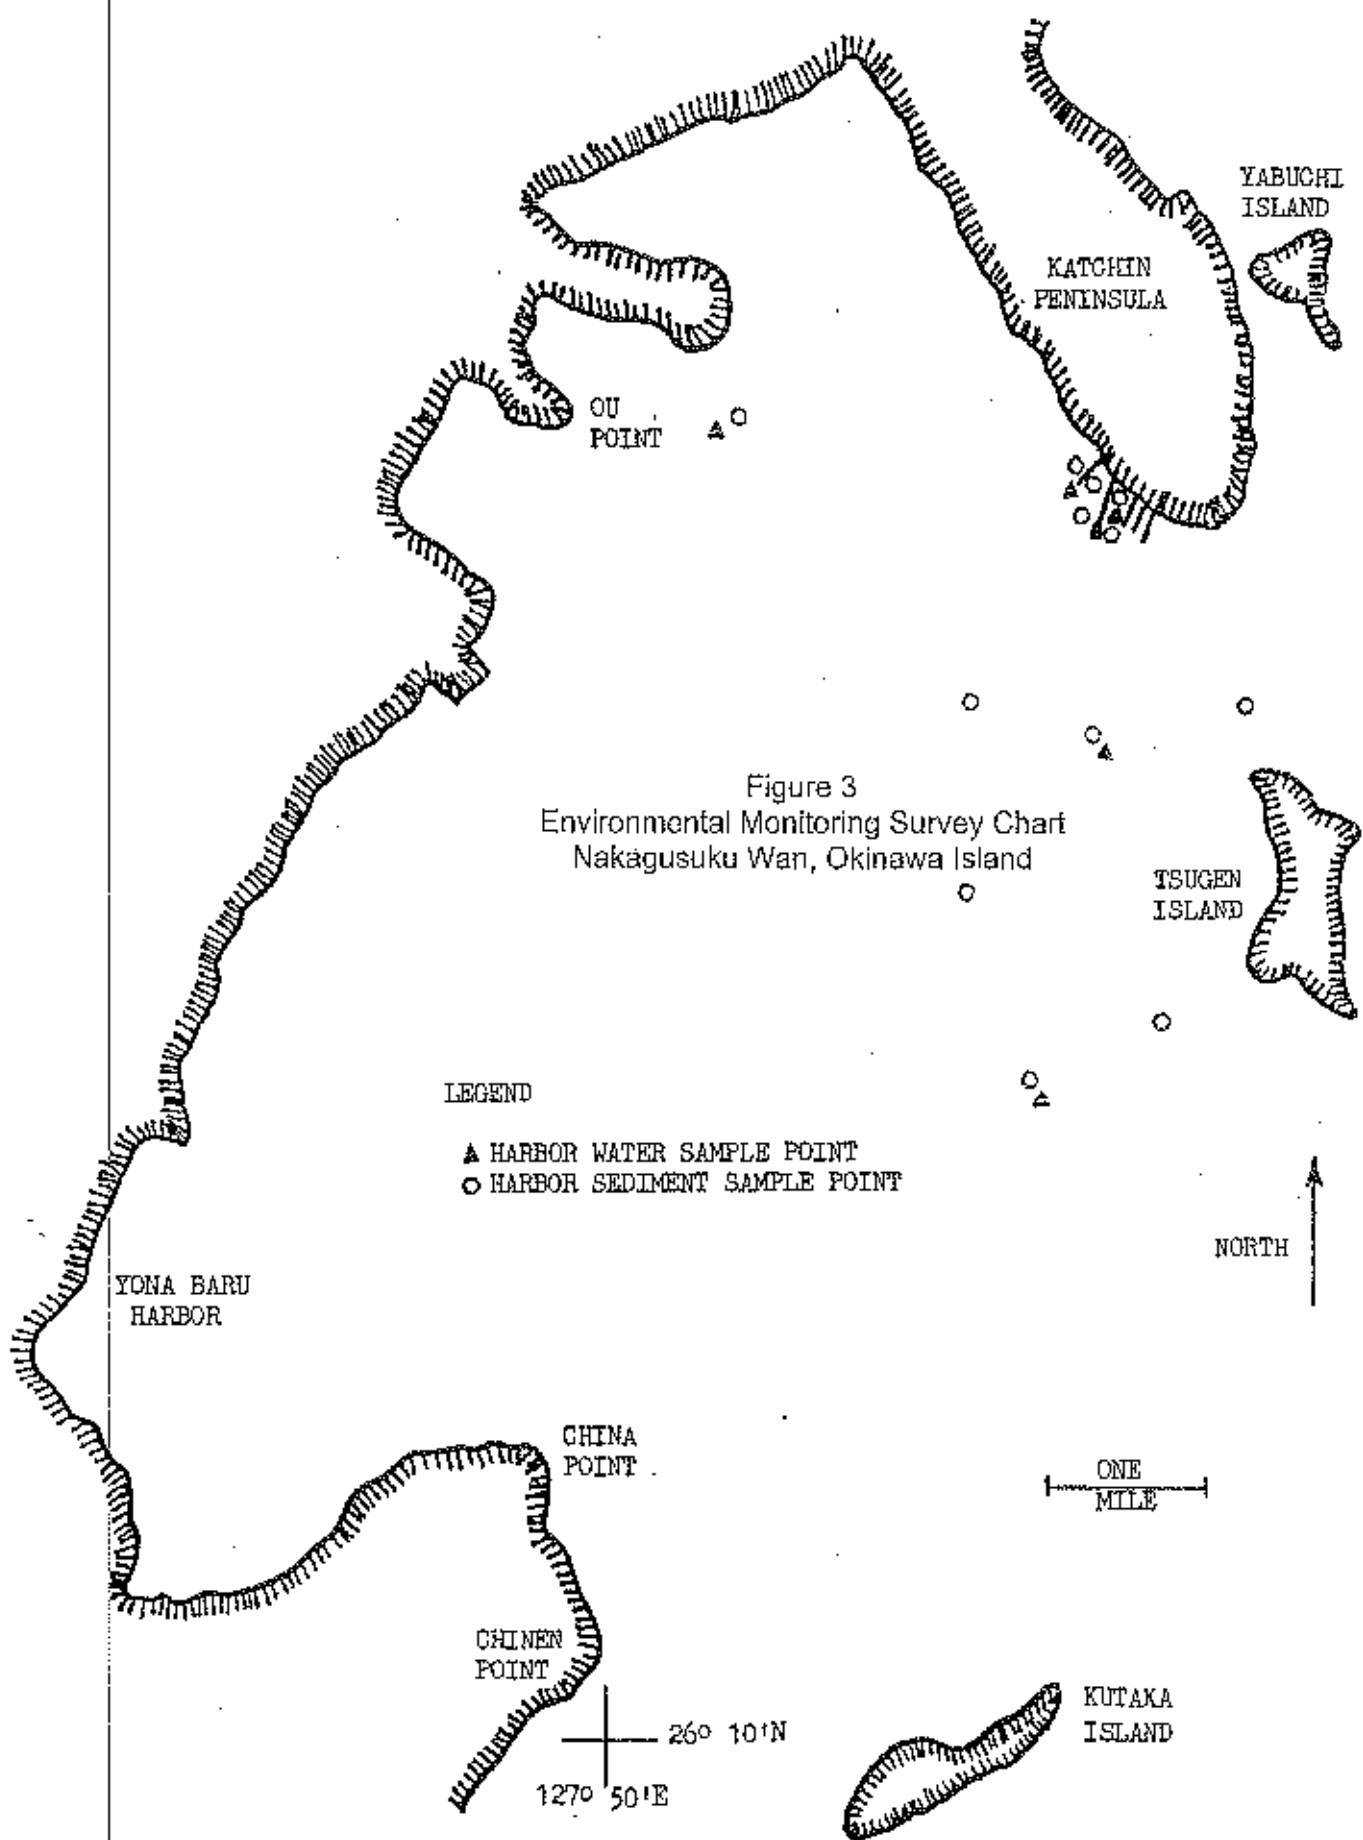 YABUCHI
ISLAND
KATCHIN
PENINSULA
OU
POINT
Figure 3
Environmental Monitoring Survey Chart
Nakagusuku Wan, Okinawa Island
TSUGEN
ISLAND
LEGEND
▲ HARBOR WATER SAMPLE POINT
○ HARBOR SEDIMENT SAMPLE POINT
NORTH
YONA BARU
HARBOR
CHINA
POINT
ONE
MILE
CHINEN
POINT
KUTAKA
ISLAND
26° 10'N
127° 50'E